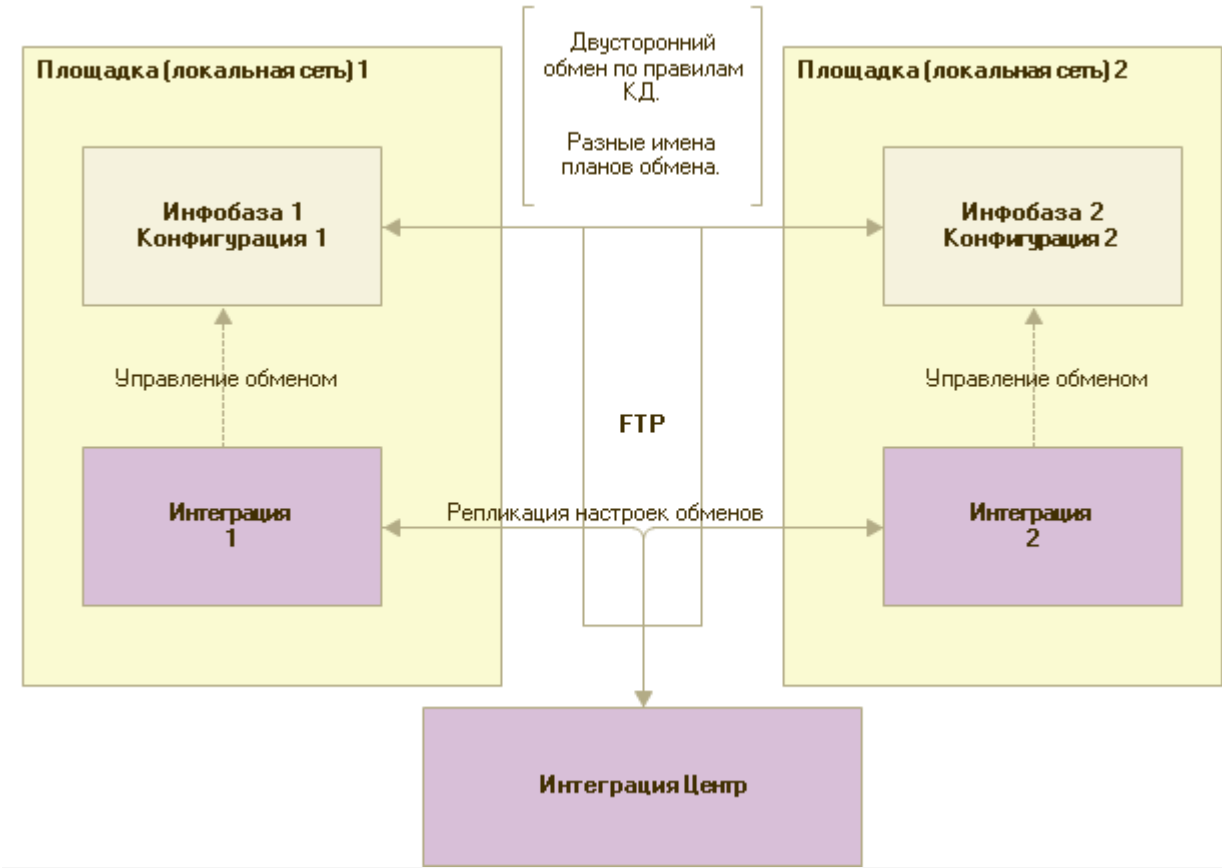 Двусторонний
обмен по правилам
КД.
Разные имена
планов обмена.
Площадка (локальная сеть) 1
Площадка (локальная сеть) 2
Инфобаза 1
Конфигурация 1
Инфобаза 2
Конфигурация 2
Управление обменом
Управление обменом
FTP
Интеграция
1
Репликация настроек обменов
Интеграция
2
Интеграция Центр